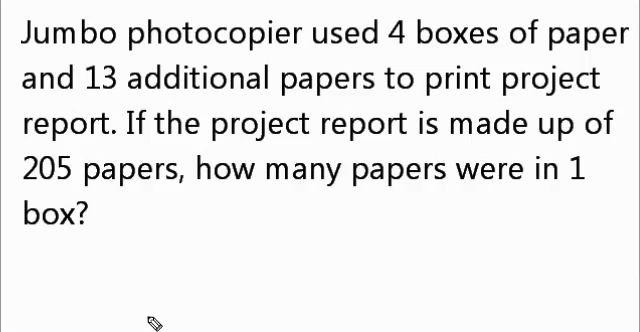 Jumbo photocopier used 4 boxes of paper
and 13 additional papers to print project
report. If the project report is made up of
205 papers, how many papers were in 1
box?